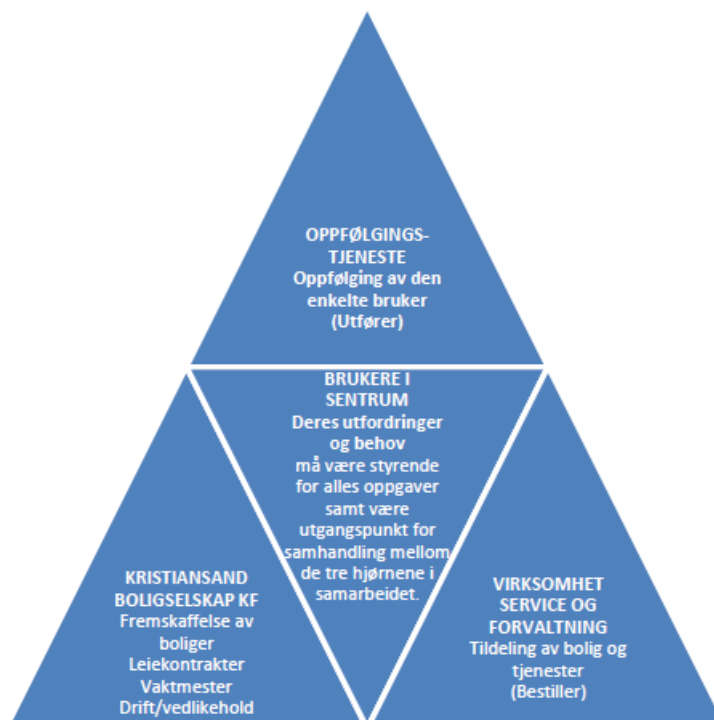 OPPFØLGINGS-
TJENESTE
Oppfølging av den
enkelte bruker
(Utfører)
BRUKERE I
SENTRUM
Deres utfordringer
og behov
må være styrende
for alles oppgaver
samt være
utgangspunkt for
samhandling mellom
de tre hjørnene i
samarbeidet.
KRISTIANSAND
BOLIGSELSKAP KF
Fremskaffelse av
boliger
Leiekontrakter
Vaktmester
Drift/vedlikehold
VIRKSOMHET
SERVICE OG
FORVALTNING
Tildeling av bolig og
tjenester
(Bestiller)